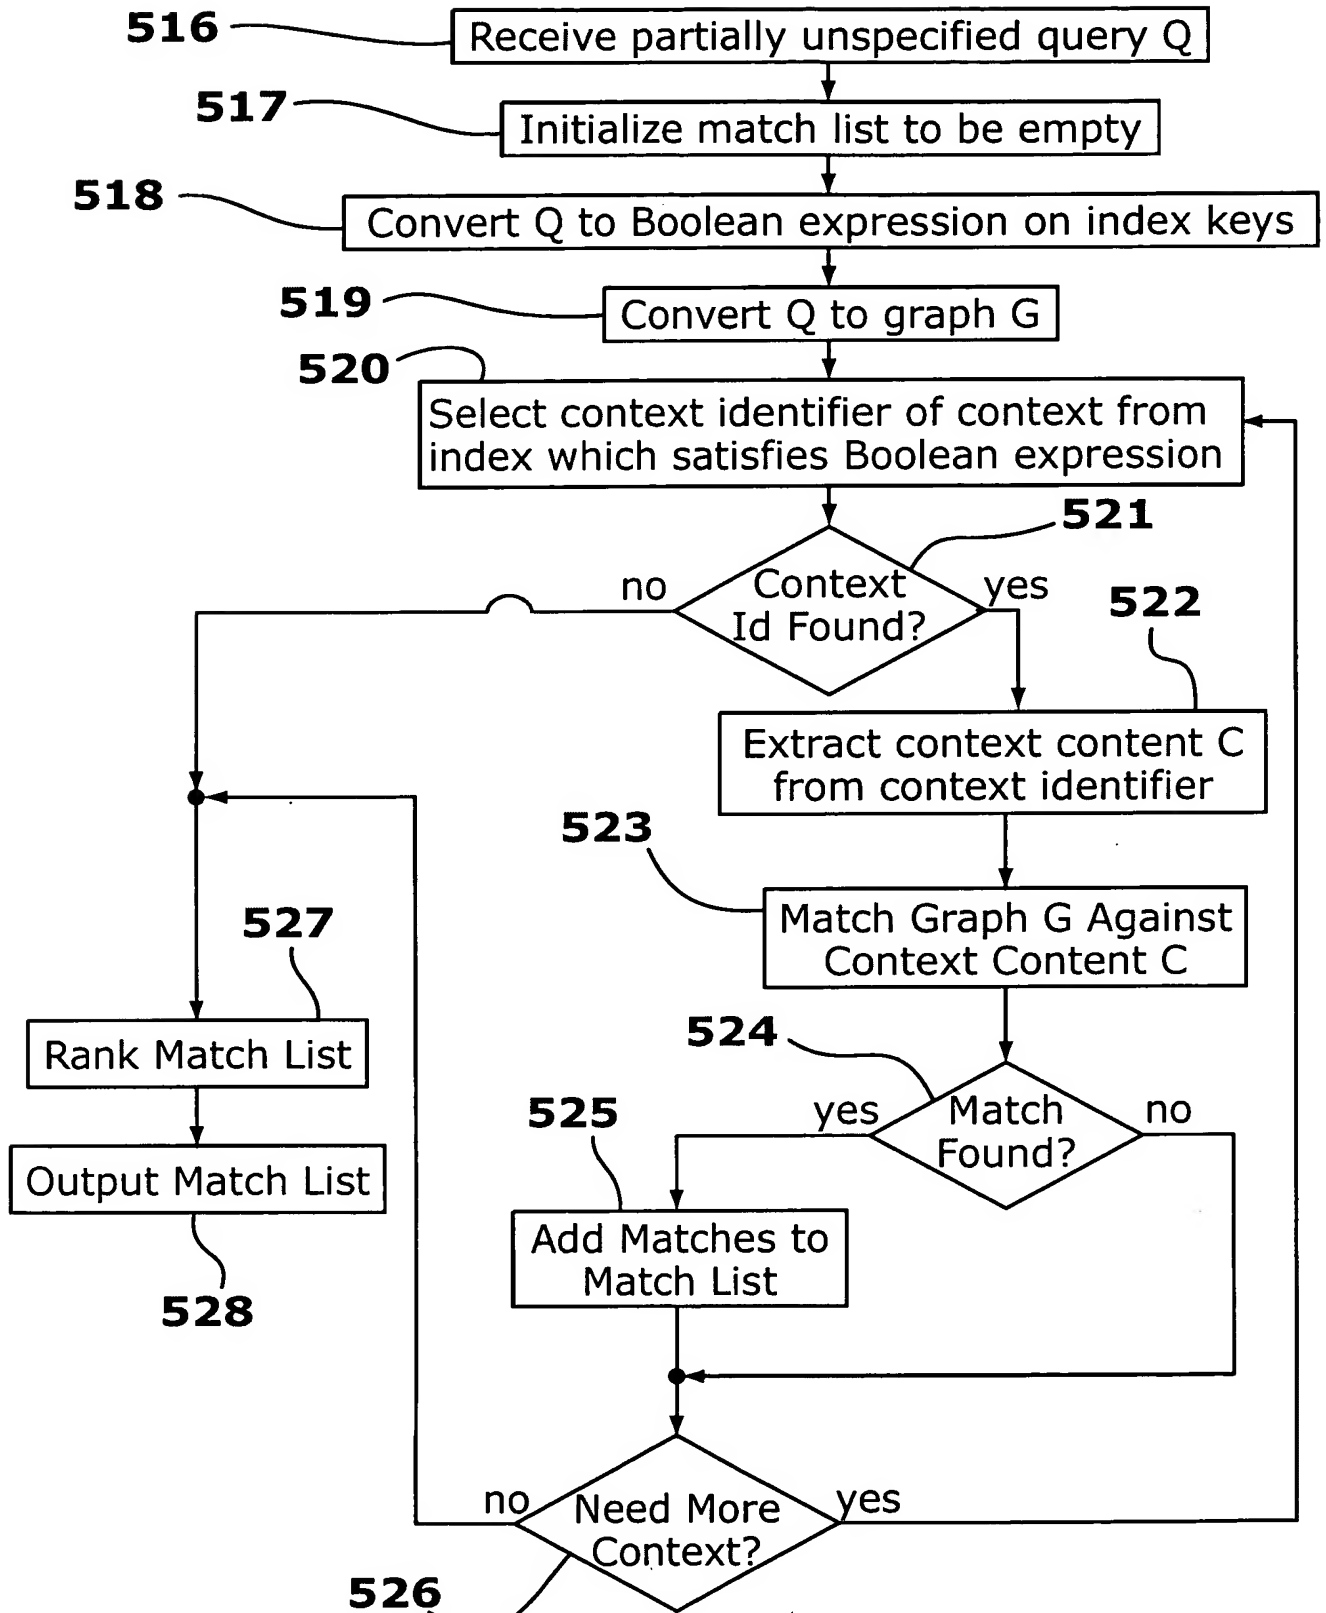 516
Receive partially unspecified query Q
517
Initialize match list to be empty
518
Convert Q to Boolean expression on index keys
519
Convert Q to graph G
520
Select context identifier of context from
index which satisfies Boolean expression
521
Context
Id Found?
no
yes
522
Extract context content C
from context identifier
523
Match Graph G Against
Context Content C
527
Rank Match List
524
Match
Found?
yes
no
525
Add Matches to
Match List
Output Match List
528
Need More
Context?
no
yes
526